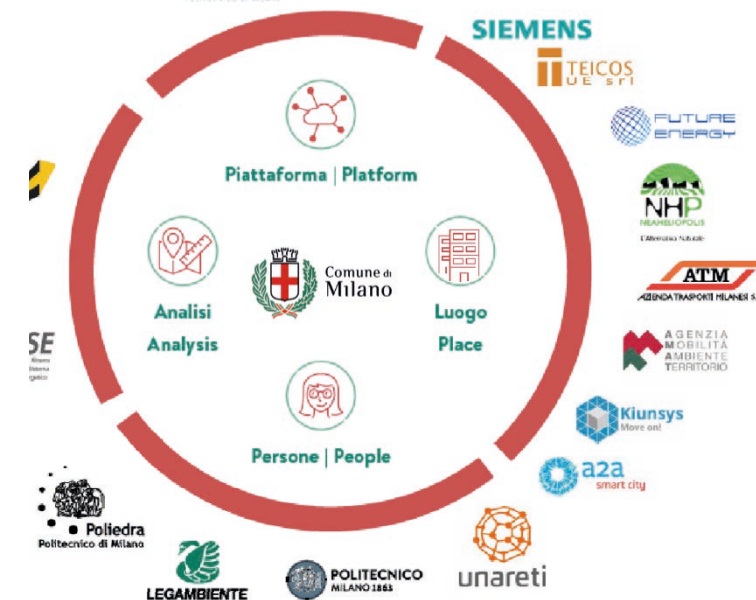 SIEMENS
TEICOS
UE srl
FUTURE
ENERGY
Piattaforma | Platform
NHP
NEAHELIOPOLIS
L'Alternativa Naturale
Comune di
Milano
ATM
AZIENDA TRASPORTI MILANESI S
Analisi
Analysis
Luogo
Place
AGENZIA
MOBILITÀ
AMBIENTE
TERRITORIO
SE
Kiunsys
Move on!
Persone | People
a2a
smart city
Poliedra
Politecnico di Milano
LEGAMBIENTE
POLITECNICO
MILANO 1863
unareti